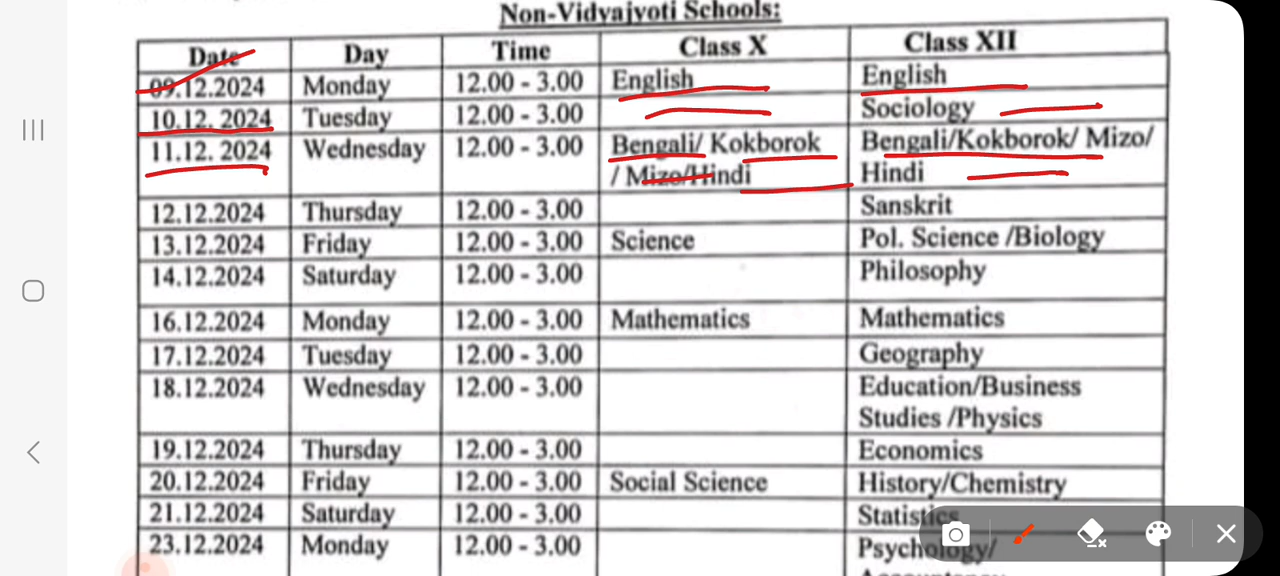 Non-Vidyajyoti Schools:
Date Day Time Class X Class XII
09.12.2024 Monday 12.00 - 3.00 English English
10.12. 2024 Tuesday 12.00 - 3.00 Sociology
11.12. 2024 Wednesday 12.00 - 3.00 Bengali/ Kokborok Bengali/Kokborok/ Mizo/
/ Mizo/Hindi Hindi
12.12.2024 Thursday 12.00 - 3.00 Sanskrit
13.12.2024 Friday 12.00 - 3.00 Science Pol. Science /Biology
14.12.2024 Saturday 12.00 - 3.00 Philosophy
16.12.2024 Monday 12.00 - 3.00 Mathematics Mathematics
17.12.2024 Tuesday 12.00 - 3.00 Geography
18.12.2024 Wednesday 12.00 - 3.00 Education/Business
Studies /Physics
19.12.2024 Thursday 12.00 - 3.00 Economics
20.12.2024 Friday 12.00 - 3.00 Social Science History/Chemistry
21.12.2024 Saturday 12.00 - 3.00 Statistics
23.12.2024 Monday 12.00 - 3.00 Psychology/